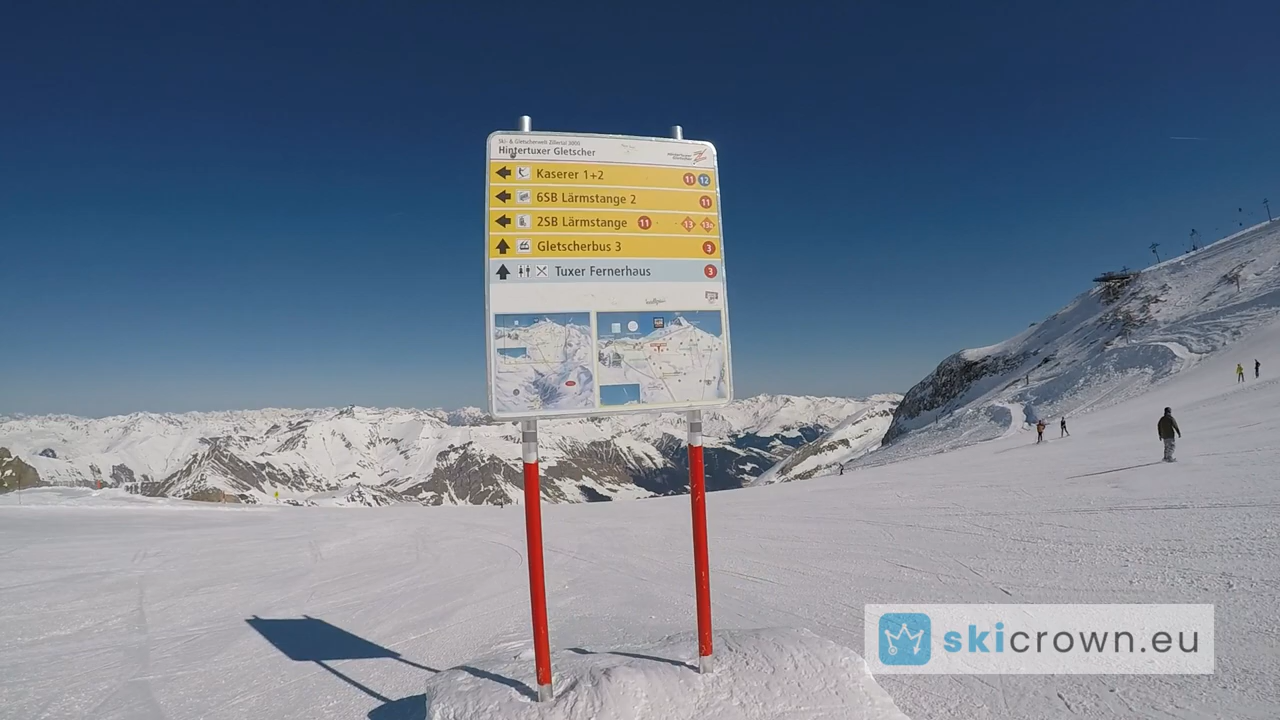 Ski- & Gletscherwelt Zillertal 3000
Hintertuxer Gletscher
Hintertuxer
Kaserer 1+2 11 12
6SB Lärmstange 2 11
2SB Lärmstange 11 13 13a
Gletscherbus 3 3
Tuxer Fernerhaus 3
skicrown.eu